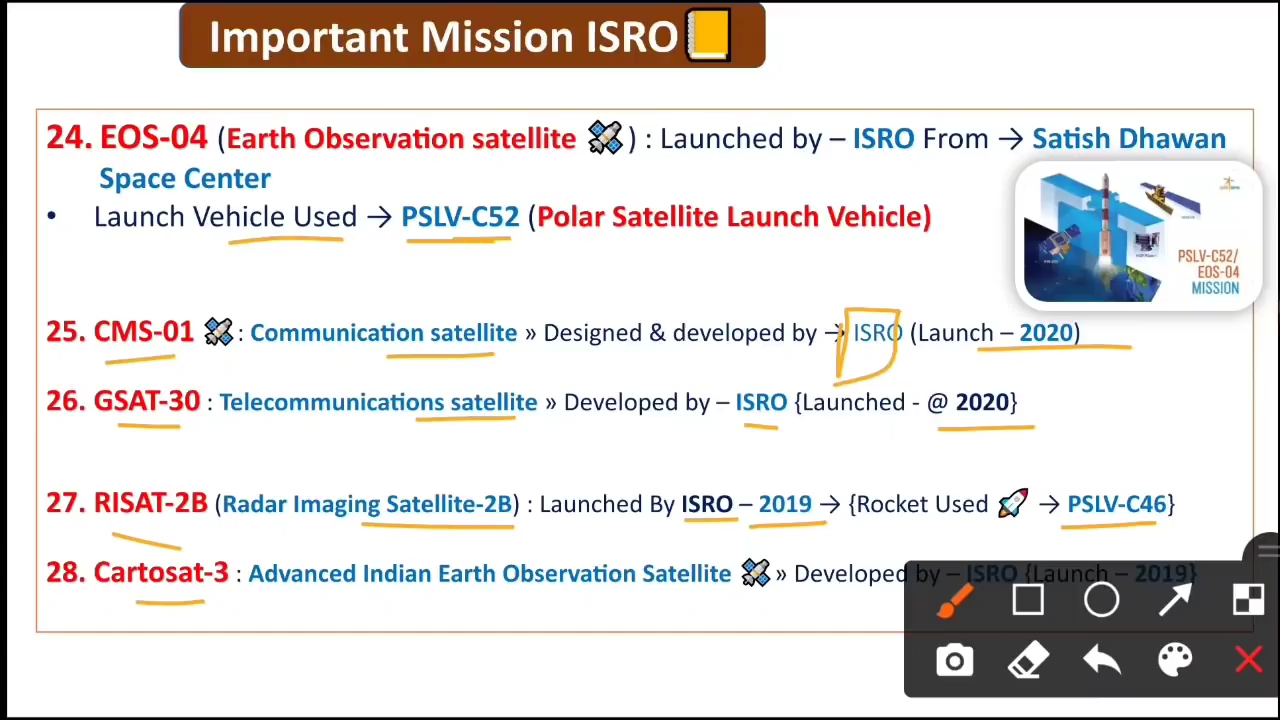 Important Mission ISRO
24. EOS-04 (Earth Observation satellite 🛰) : Launched by – ISRO From → Satish Dhawan
Space Center
• Launch Vehicle Used → PSLV-C52 (Polar Satellite Launch Vehicle)
PSLV-C52/
EOS-04
MISSION
25. CMS-01 🛰 : Communication satellite » Designed & developed by → ISRO (Launch – 2020)
26. GSAT-30 : Telecommunications satellite » Developed by – ISRO {Launched - @ 2020}
27. RISAT-2B (Radar Imaging Satellite-2B) : Launched By ISRO – 2019 → {Rocket Used 🚀 → PSLV-C46}
28. Cartosat-3 : Advanced Indian Earth Observation Satellite 🛰 » Developed by – ISRO {Launch – 2019}